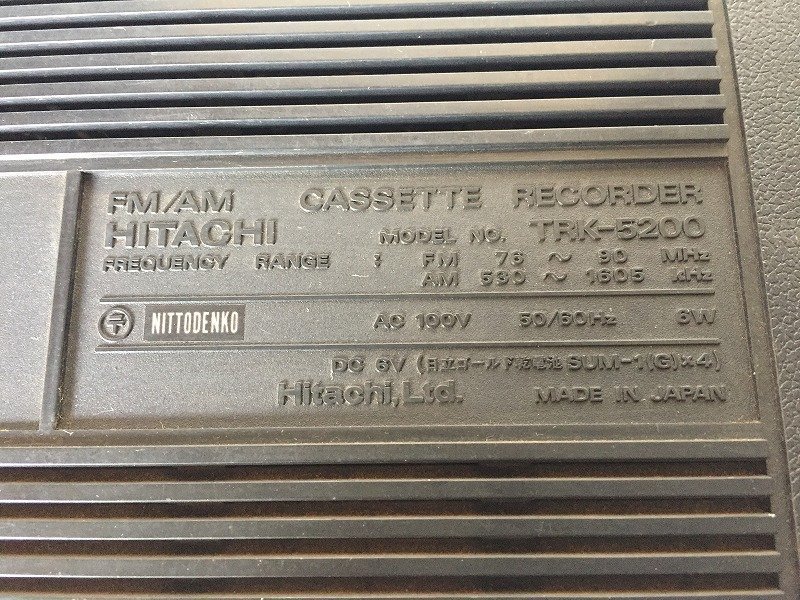 FM/AM CASSETTE RECORDER
HITACHI MODEL NO. TRK-5200
FREQUENCY RANGE : FM 76 ~ 90 MHz
AM 530 ~ 1605 kHz
〒 NITTODENKO AC 100V 50/60Hz 6W
DC 6V (日立ゴールド乾電池 SUM-1(G)×4)
Hitachi, Ltd. MADE IN JAPAN